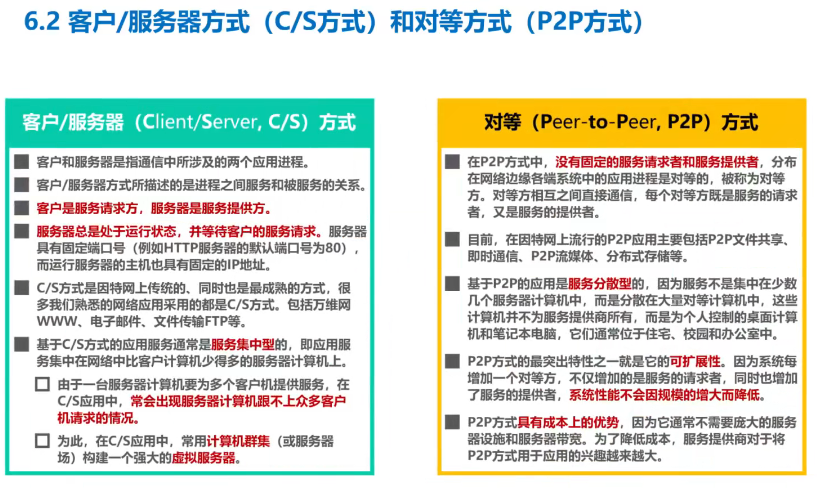 6.2 客户/服务器方式（C/S方式）和对等方式（P2P方式）
客户/服务器（Client/Server, C/S）方式
客户和服务器是指通信中所涉及的两个应用进程。
客户/服务器方式所描述的是进程之间服务和被服务的关系。
客户是服务请求方，服务器是服务提供方。
服务器总是处于运行状态，并等待客户的服务请求。服务器
具有固定端口号（例如HTTP服务器的默认端口号为80），
而运行服务器的主机也具有固定的IP地址。
C/S方式是因特网上传统的、同时也是最成熟的方式，很
多我们熟悉的网络应用采用的都是C/S方式。包括万维网
WWW、电子邮件、文件传输FTP等。
基于C/S方式的应用服务通常是服务集中型的，即应用服
务集中在网络中比客户计算机少得多的服务器计算机上。
由于一台服务器计算机要为多个客户机提供服务，在
C/S应用中，常会出现服务器计算机跟不上众多客户
机请求的情况。
为此，在C/S应用中，常用计算机群集（或服务器
场）构建一个强大的虚拟服务器。
对等（Peer-to-Peer, P2P）方式
在P2P方式中，没有固定的服务请求者和服务提供者，分布
在网络边缘各端系统中的应用进程是对等的，被称为对等
方。对等方相互之间直接通信，每个对等方既是服务的请求
者，又是服务的提供者。
目前，在因特网上流行的P2P应用主要包括P2P文件共享、
即时通信、P2P流媒体、分布式存储等。
基于P2P的应用是服务分散型的，因为服务不是集中在少数
几个服务器计算机中，而是分散在大量对等计算机中，这些
计算机并不为服务提供商所有，而是为个人控制的桌面计算
机和笔记本电脑，它们通常位于住宅、校园和办公室中。
P2P方式的最突出特性之一就是它的可扩展性。因为系统每
增加一个对等方，不仅增加的是服务的请求者，同时也增加
了服务的提供者，系统性能不会因规模的增大而降低。
P2P方式具有成本上的优势，因为它通常不需要庞大的服务
器设施和服务器带宽。为了降低成本，服务提供商对于将
P2P方式用于应用的兴趣越来越大。